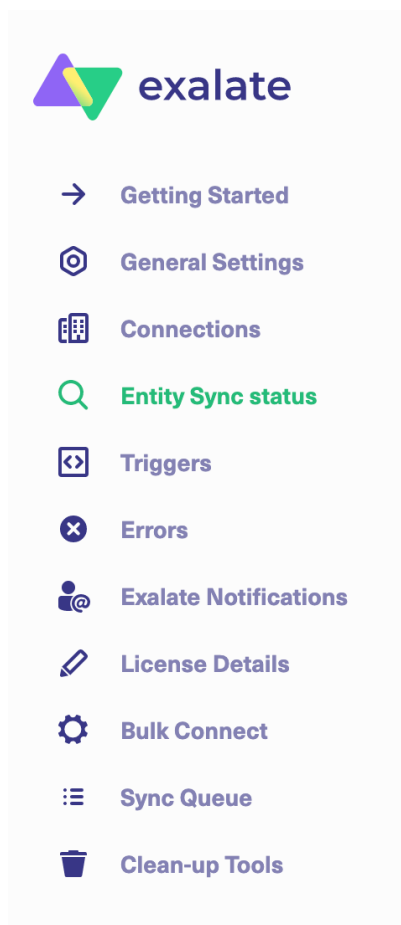 exalate
Getting Started
General Settings
Connections
Entity Sync status
Triggers
Errors
Exalate Notifications
License Details
Bulk Connect
Sync Queue
Clean-up Tools